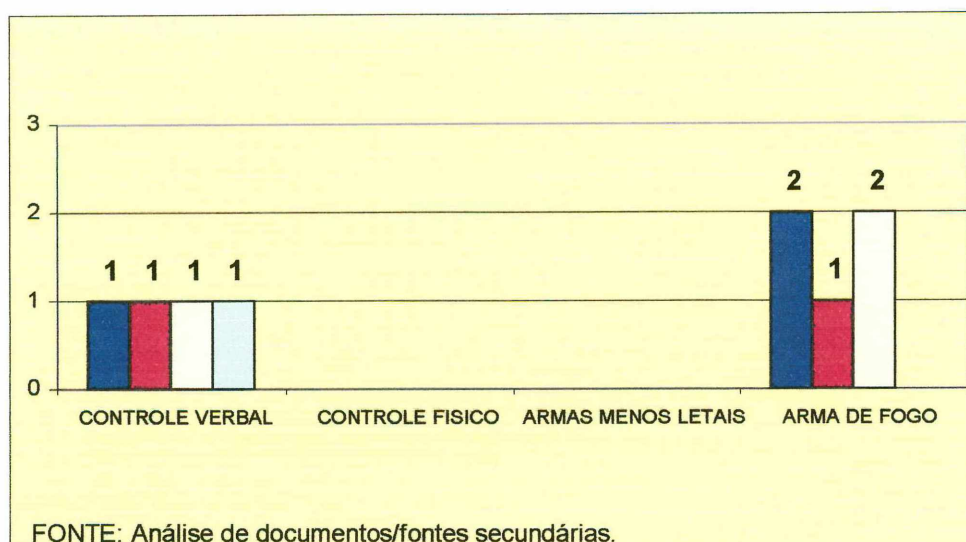 3
2
1
0
1 1 1 1
2 1 2
CONTROLE VERBAL CONTROLE FISICO ARMAS MENOS LETAIS ARMA DE FOGO
FONTE: Análise de documentos/fontes secundárias.